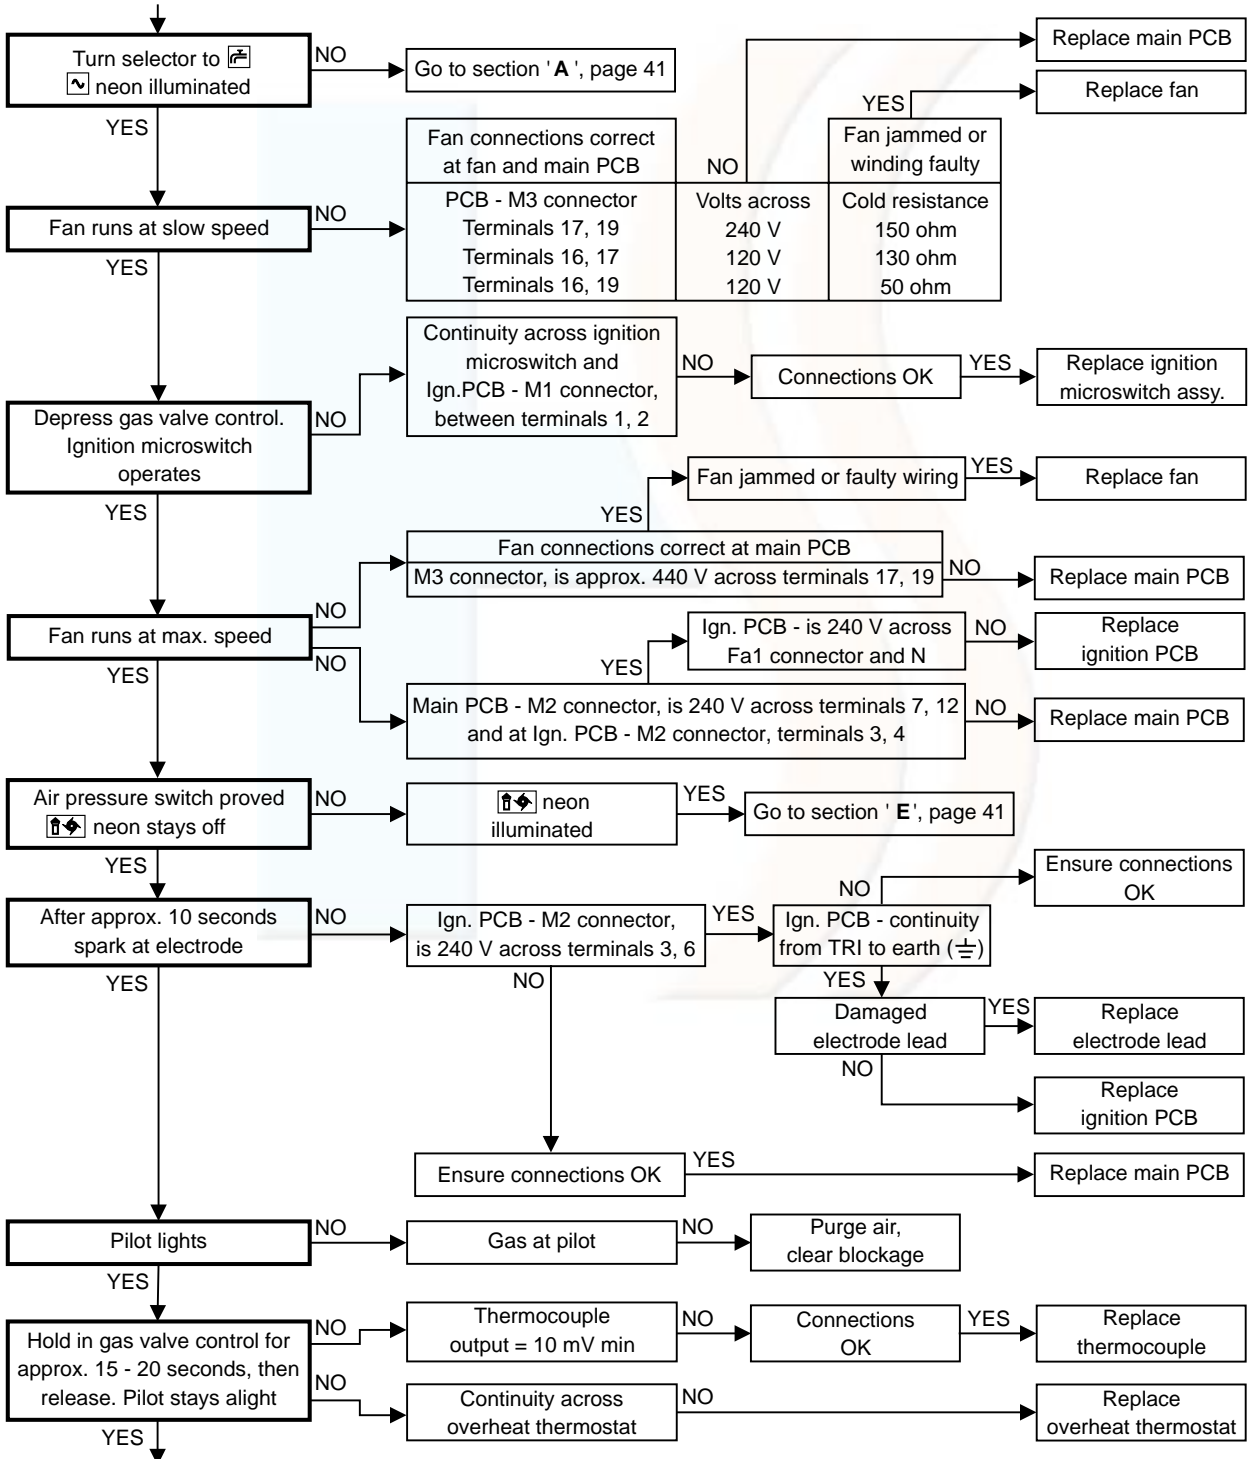 Turn selector to
neon illuminated
NO
Go to section 'A', page 41
YES
Fan runs at slow speed
NO
Fan connections correct
at fan and main PCB
PCB - M3 connector
Terminals 17, 19
Terminals 16, 17
Terminals 16, 19
NO
Volts across
240 V
120 V
120 V
YES
Fan jammed or
winding faulty
Cold resistance
150 ohm
130 ohm
50 ohm
Replace main PCB
Replace fan
YES
Depress gas valve control.
Ignition microswitch
operates
NO
Continuity across ignition
microswitch and
Ign.PCB - M1 connector,
between terminals 1, 2
NO
Connections OK
YES
Replace ignition
microswitch assy.
YES
Fan runs at max. speed
NO
Fan connections correct at main PCB
M3 connector, is approx. 440 V across terminals 17, 19
YES
Fan jammed or faulty wiring
YES
Replace fan
NO
Replace main PCB
NO
Main PCB - M2 connector, is 240 V across terminals 7, 12
and at Ign. PCB - M2 connector, terminals 3, 4
YES
Ign. PCB - is 240 V across
Fa1 connector and N
NO
Replace
ignition PCB
NO
Replace main PCB
YES
Air pressure switch proved
neon stays off
NO
neon
illuminated
YES
Go to section 'E', page 41
YES
After approx. 10 seconds
spark at electrode
NO
Ign. PCB - M2 connector,
is 240 V across terminals 3, 6
YES
Ign. PCB - continuity
from TRI to earth (⏚)
NO
Ensure connections
OK
YES
Damaged
electrode lead
YES
Replace
electrode lead
NO
Replace
ignition PCB
NO
Ensure connections OK
YES
Replace main PCB
YES
Pilot lights
NO
Gas at pilot
NO
Purge air,
clear blockage
YES
Hold in gas valve control for
approx. 15 - 20 seconds, then
release. Pilot stays alight
NO
Thermocouple
output = 10 mV min
NO
Connections
OK
YES
Replace
thermocouple
NO
Continuity across
overheat thermostat
NO
Replace
overheat thermostat
YES